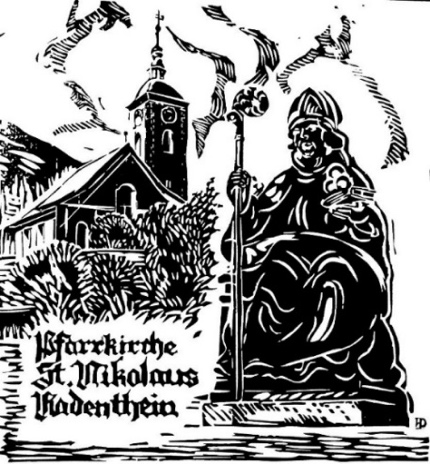 Pfarrkirche
St. Nikolaus
Radenthein